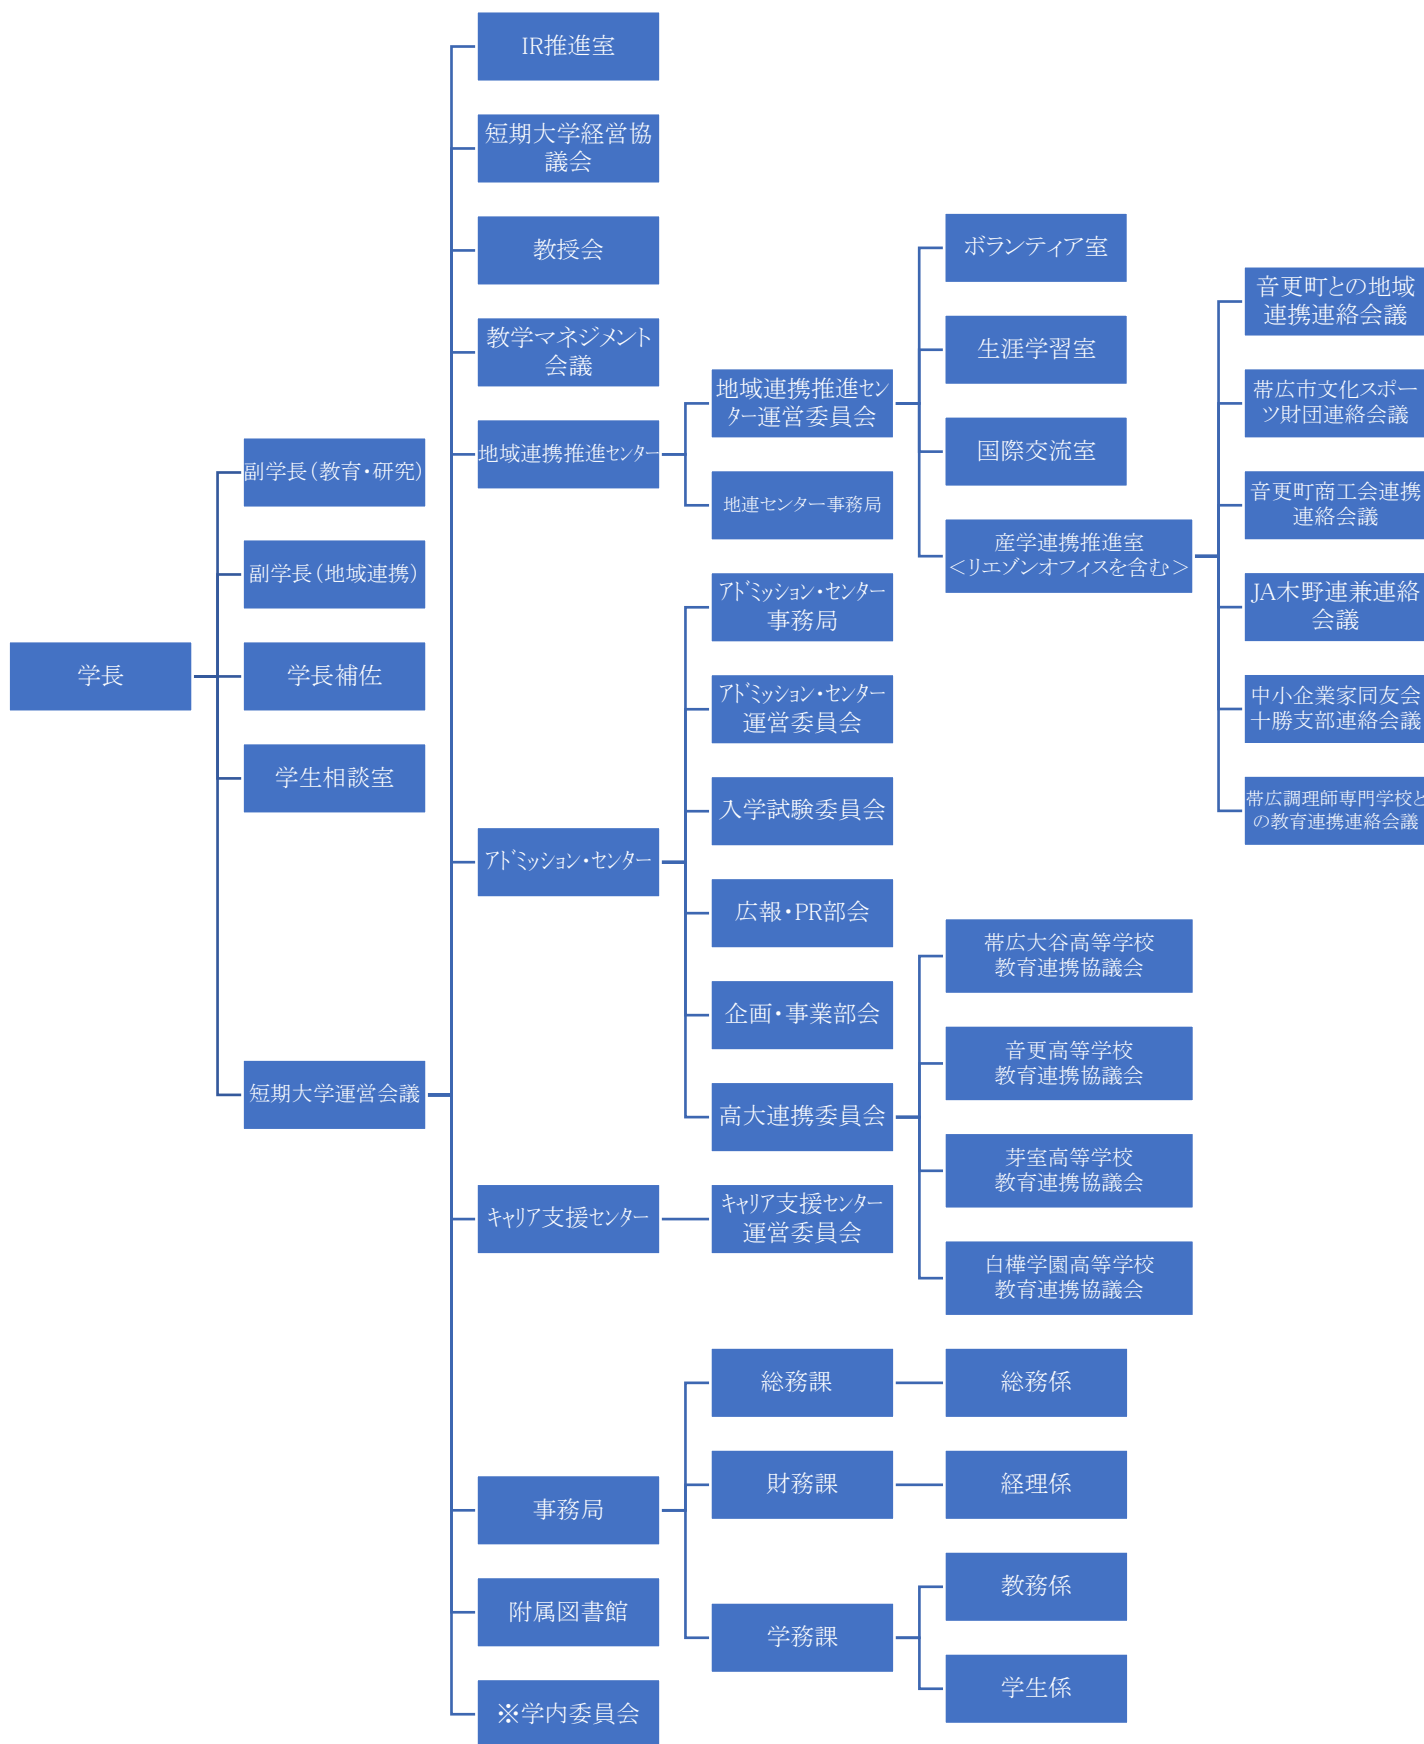 学長
副学長(教育・研究)
副学長(地域連携)
学長補佐
学生相談室
短期大学運営会議
IR推進室
短期大学経営協
議会
教授会
教学マネジメント
会議
地域連携推進センター
地域連携推進セン
ター運営委員会
ボランティア室
生涯学習室
国際交流室
産学連携推進室
<リエゾンオフィスを含む>
音更町との地域
連携連絡会議
帯広市文化スポー
ツ財団連絡会議
音更町商工会連携
連絡会議
JA木野連兼連絡
会議
中小企業家同友会
十勝支部連絡会議
帯広調理師専門学校と
の教育連携連絡会議
地連センター事務局
アドミッション・センター
アドミッション・センター
事務局
アドミッション・センター
運営委員会
入学試験委員会
広報・PR部会
企画・事業部会
高大連携委員会
帯広大谷高等学校
教育連携協議会
音更高等学校
教育連携協議会
芽室高等学校
教育連携協議会
白樺学園高等学校
教育連携協議会
キャリア支援センター
キャリア支援センター
運営委員会
事務局
総務課
総務係
財務課
経理係
学務課
教務係
学生係
附属図書館
※学内委員会